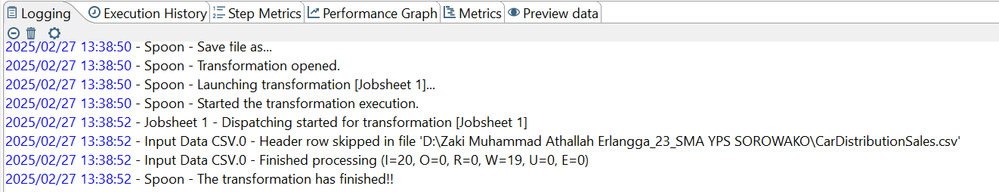 Logging Execution History Step Metrics Performance Graph Metrics Preview data
2025/02/27 13:38:50 - Spoon - Save file as...
2025/02/27 13:38:50 - Spoon - Transformation opened.
2025/02/27 13:38:50 - Spoon - Launching transformation [Jobsheet 1]...
2025/02/27 13:38:50 - Spoon - Started the transformation execution.
2025/02/27 13:38:52 - Jobsheet 1 - Dispatching started for transformation [Jobsheet 1]
2025/02/27 13:38:52 - Input Data CSV.0 - Header row skipped in file 'D:\Zaki Muhammad Athallah Erlangga_23_SMA YPS SOROWAKO\CarDistributionSales.csv'
2025/02/27 13:38:52 - Input Data CSV.0 - Finished processing (I=20, O=0, R=0, W=19, U=0, E=0)
2025/02/27 13:38:52 - Spoon - The transformation has finished!!